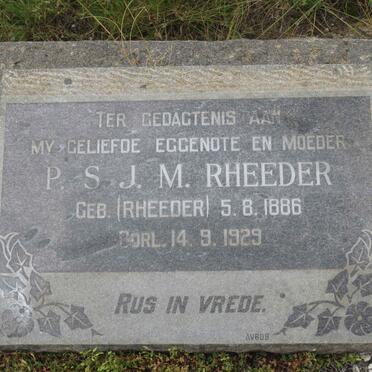 TER GEDAGTENIS AAN
MY GELIEFDE EGGENOTE EN MOEDER
P. S. J. M. RHEEDER
GEB. (RHEEDER) 5. 8. 1886
OORL. 14. 9. 1929
RUS IN VREDE.